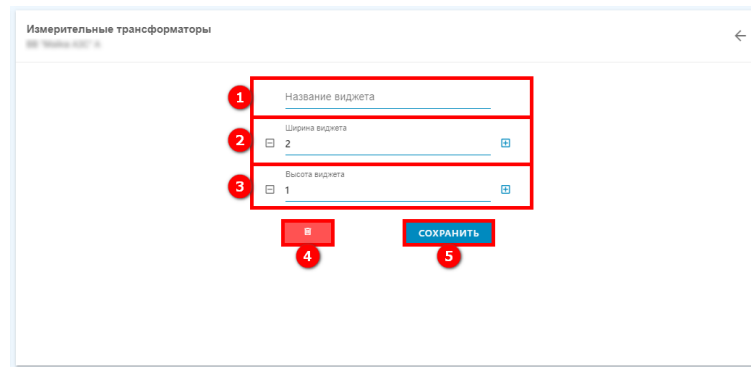 Измерительные трансформаторы
1 Название виджета
Ширина виджета
2 2
Высота виджета
3 1
СОХРАНИТЬ
4 5